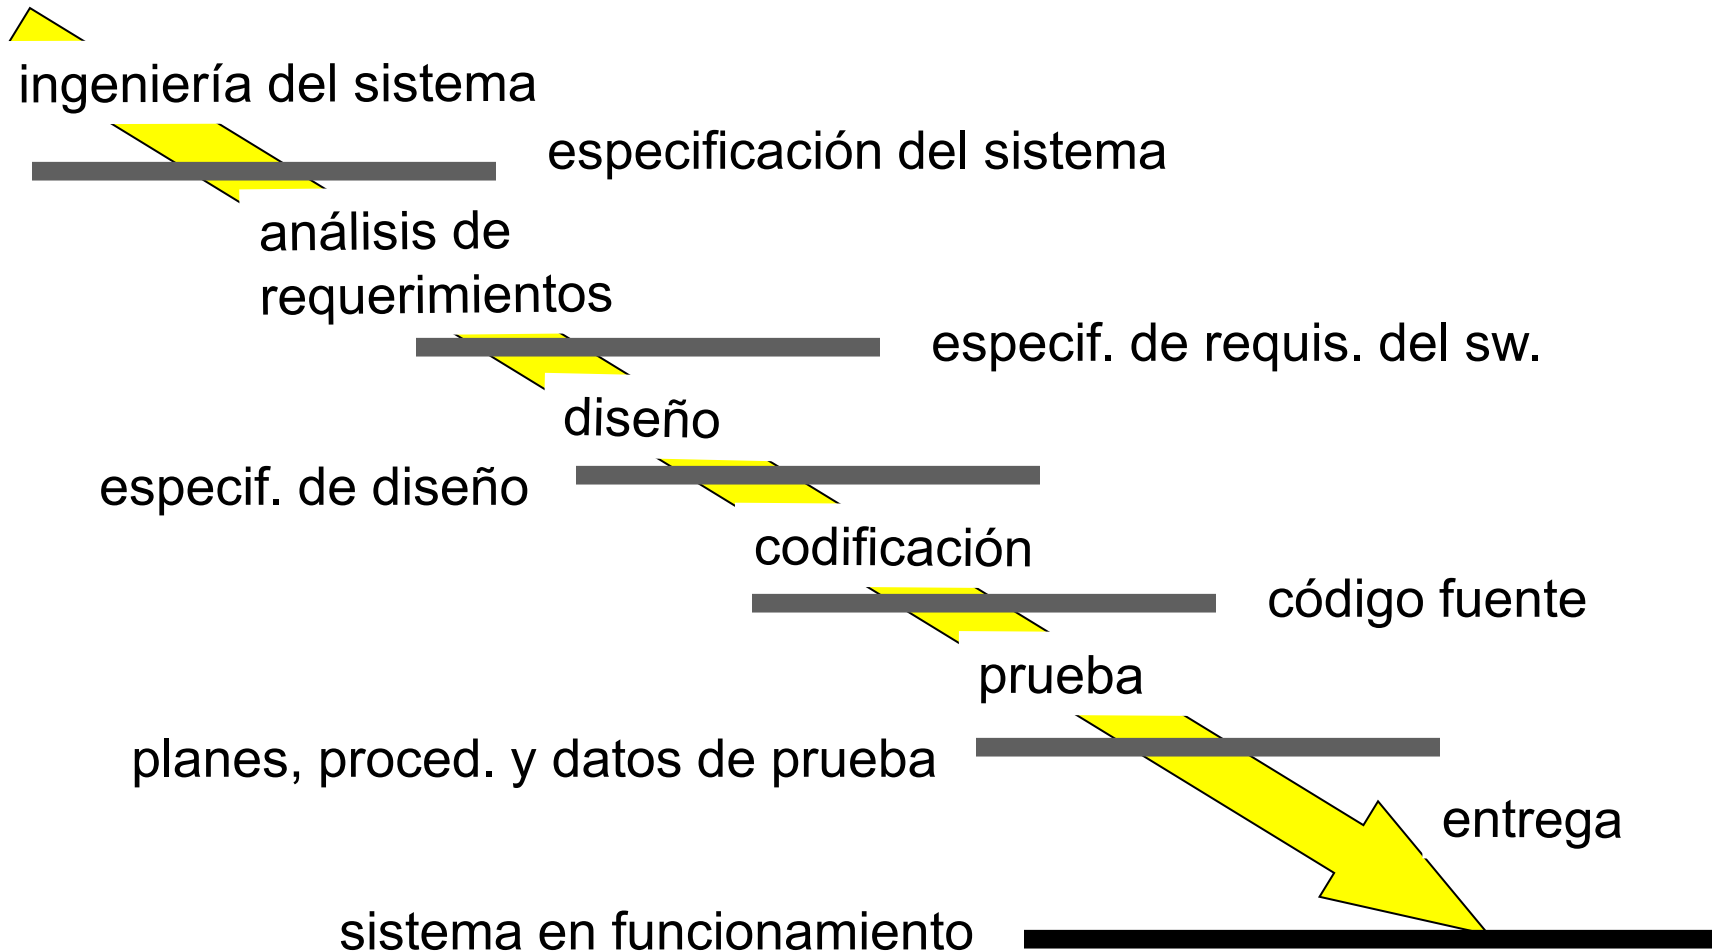 ingeniería del sistema
especificación del sistema
análisis de
requerimientos
especif. de requis. del sw.
diseño
especif. de diseño
codificación
código fuente
prueba
planes, proced. y datos de prueba
entrega
sistema en funcionamiento